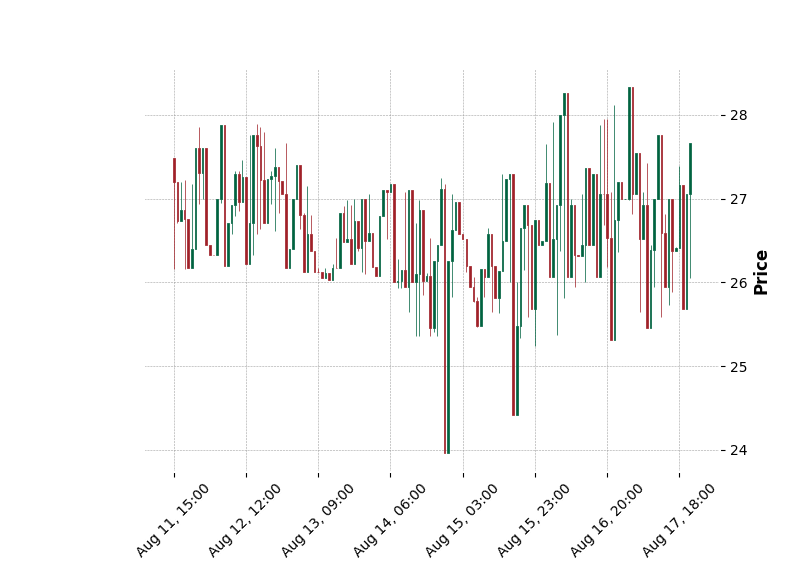 28
27
26
25
24
Price
Aug 11, 15:00
Aug 12, 12:00
Aug 13, 09:00
Aug 14, 06:00
Aug 15, 03:00
Aug 15, 23:00
Aug 16, 20:00
Aug 17, 18:00